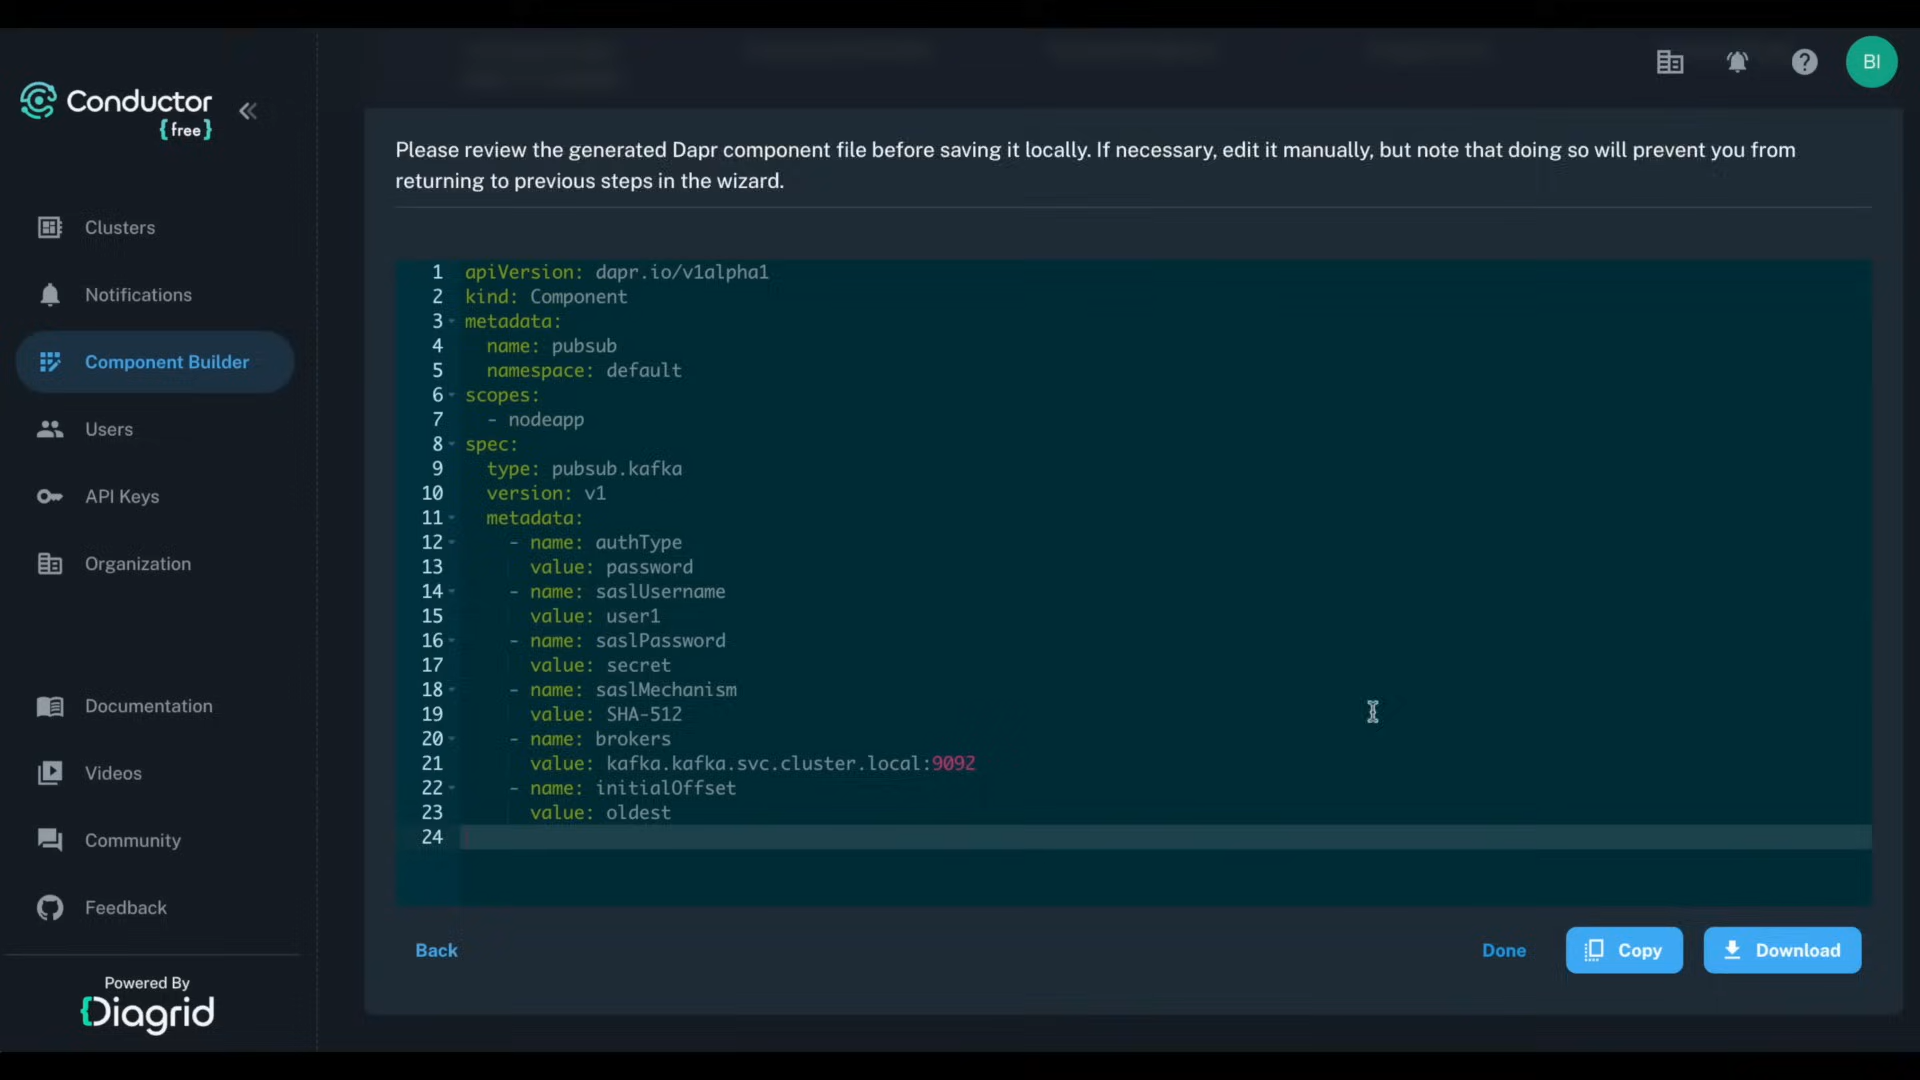 Conductor
{free}
BI
Clusters
Notifications
Component Builder
Users
API Keys
Organization
Documentation
Videos
Community
Feedback
Powered By
Diagrid
Please review the generated Dapr component file before saving it locally. If necessary, edit it manually, but note that doing so will prevent you from
returning to previous steps in the wizard.
1 apiVersion: dapr.io/v1alpha1
2 kind: Component
3 metadata:
4 name: pubsub
5 namespace: default
6 scopes:
7 - nodeapp
8 spec:
9 type: pubsub.kafka
10 version: v1
11 metadata:
12 - name: authType
13 value: password
14 - name: saslUsername
15 value: user1
16 - name: saslPassword
17 value: secret
18 - name: saslMechanism
19 value: SHA-512
20 - name: brokers
21 value: kafka.kafka.svc.cluster.local:9092
22 - name: initialOffset
23 value: oldest
24
Back
Done
Copy
Download